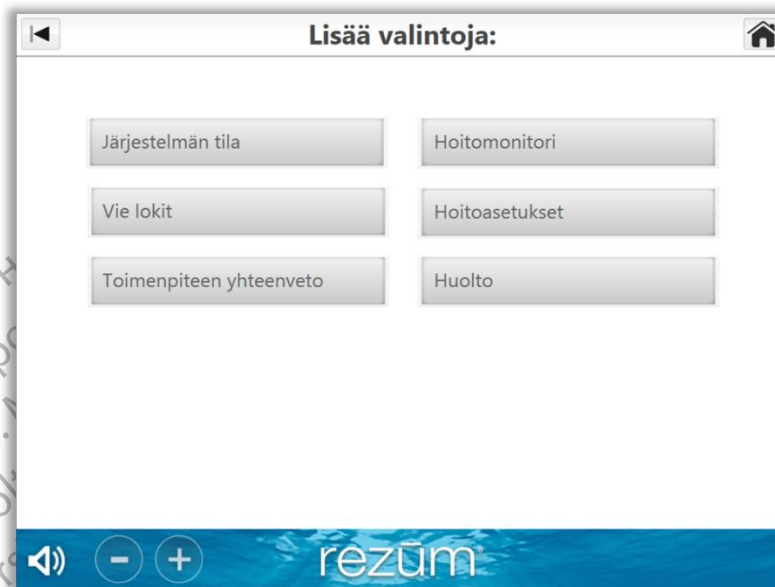 Lisää valintoja:
Järjestelmän tila
Hoitomonitori
Vie lokit
Hoitoasetukset
Toimenpiteen yhteenveto
Huolto
rezūm